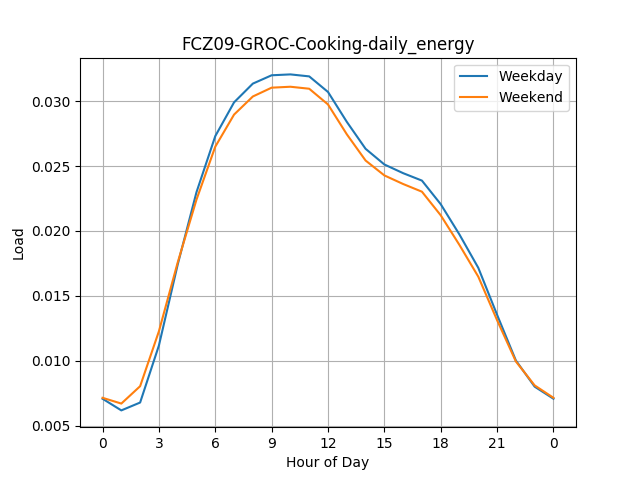 FCZ09-GROC-Cooking-daily_energy
Weekday
Weekend
0.030
0.025
0.020
0.015
0.010
0.005
Load
0 3 6 9 12 15 18 21 0
Hour of Day